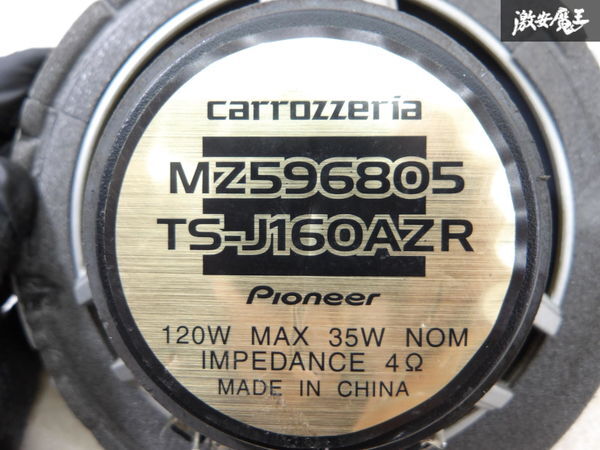 激安魔王
carrozzeria
MZ596805
TS-J160AZR
Pioneer
120W MAX 35W NOM
IMPEDANCE 4Ω
MADE IN CHINA